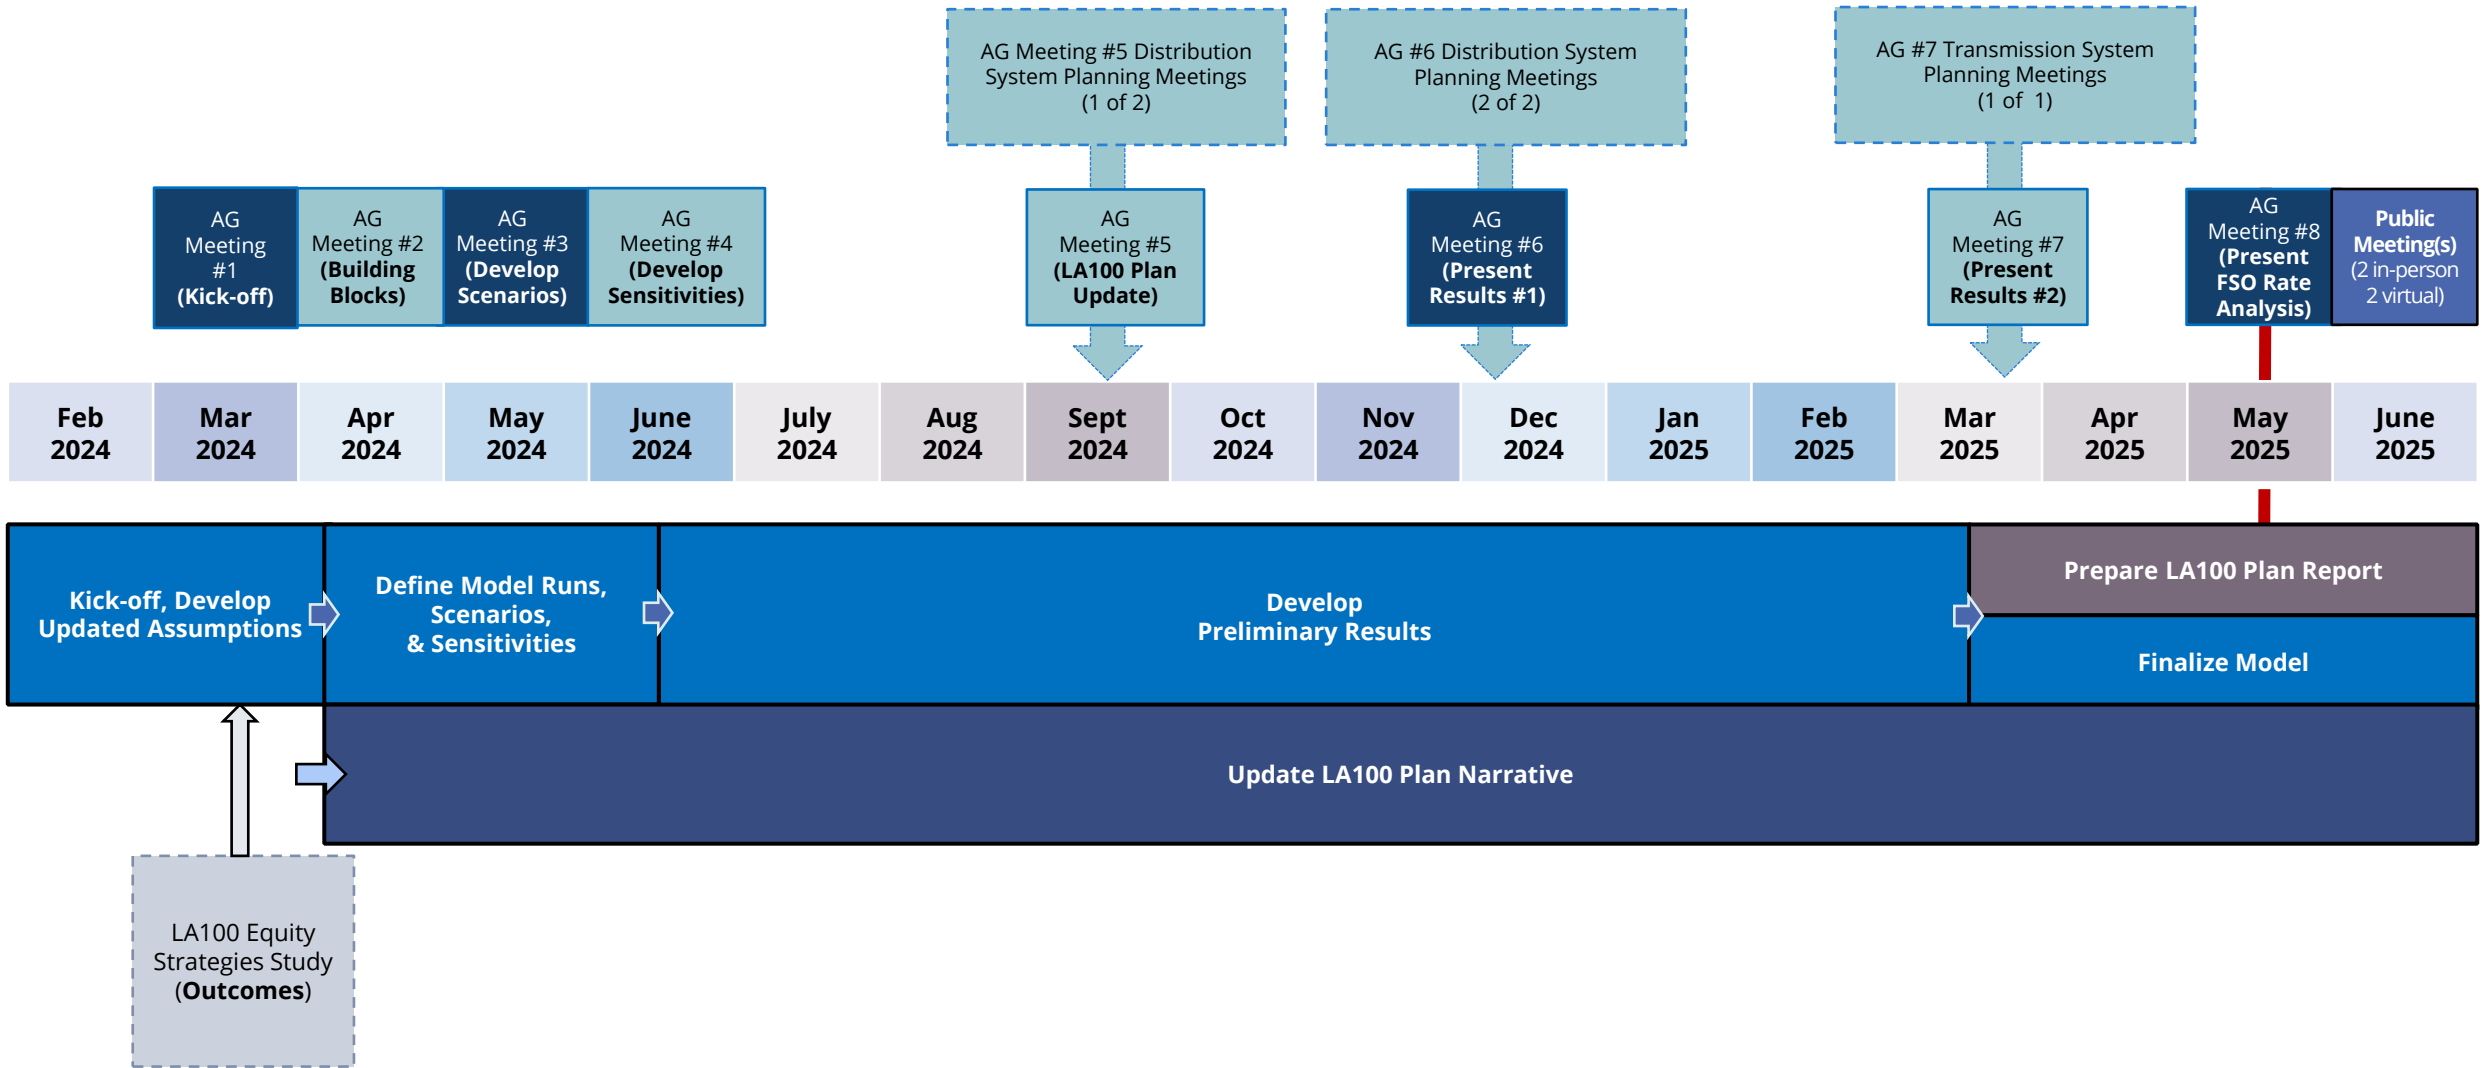 AG Meeting #5 Distribution
System Planning Meetings
(1 of 2)
AG #6 Distribution System
Planning Meetings
(2 of 2)
AG #7 Transmission System
Planning Meetings
(1 of 1)
AG
Meeting
#1
(Kick-off)
AG
Meeting #2
(Building
Blocks)
AG
Meeting #3
(Develop
Scenarios)
AG
Meeting #4
(Develop
Sensitivities)
AG
Meeting #5
(LA100 Plan
Update)
AG
Meeting #6
(Present
Results #1)
AG
Meeting #7
(Present
Results #2)
AG
Meeting #8
(Present
FSO Rate
Analysis)
Public
Meeting(s)
(2 in-person
2 virtual)
Feb
2024
Mar
2024
Apr
2024
May
2024
June
2024
July
2024
Aug
2024
Sept
2024
Oct
2024
Nov
2024
Dec
2024
Jan
2025
Feb
2025
Mar
2025
Apr
2025
May
2025
June
2025
Kick-off, Develop
Updated Assumptions
Define Model Runs,
Scenarios,
& Sensitivities
Develop
Preliminary Results
Prepare LA100 Plan Report
Finalize Model
Update LA100 Plan Narrative
LA100 Equity
Strategies Study
(Outcomes)